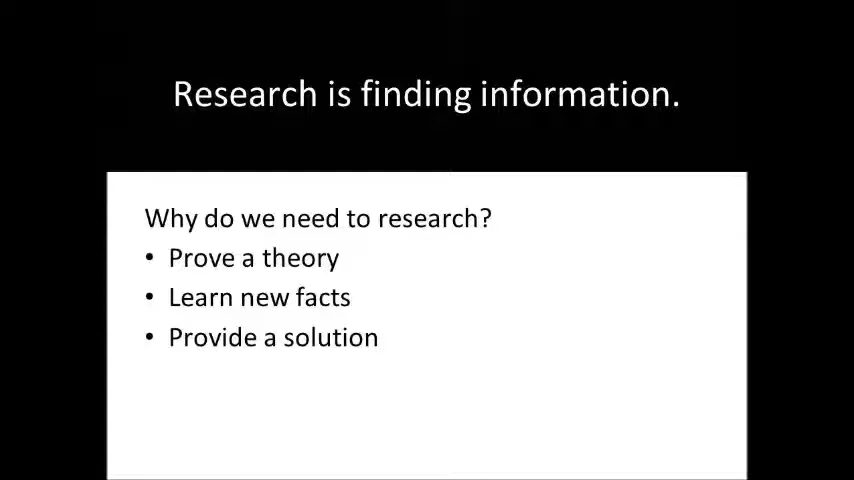 Research is finding information.
Why do we need to research?
• Prove a theory
• Learn new facts
• Provide a solution